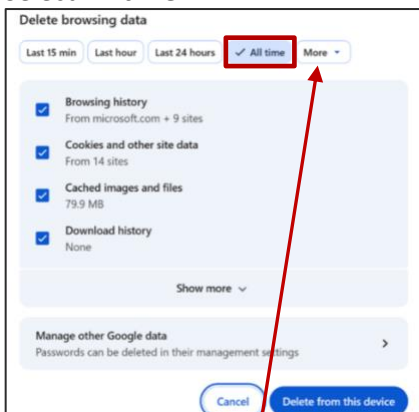 Delete browsing data
Last 15 min Last hour Last 24 hours All time More
Browsing history
From microsoft.com + 9 sites
Cookies and other site data
From 14 sites
Cached images and files
79.9 MB
Download history
None
Show more
Manage other Google data
Passwords can be deleted in their management settings
Cancel Delete from this device